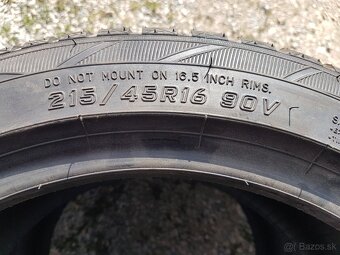 DO NOT MOUNT ON 16.5 INCH RIMS.
215/45R16 90V
Bazos.sk